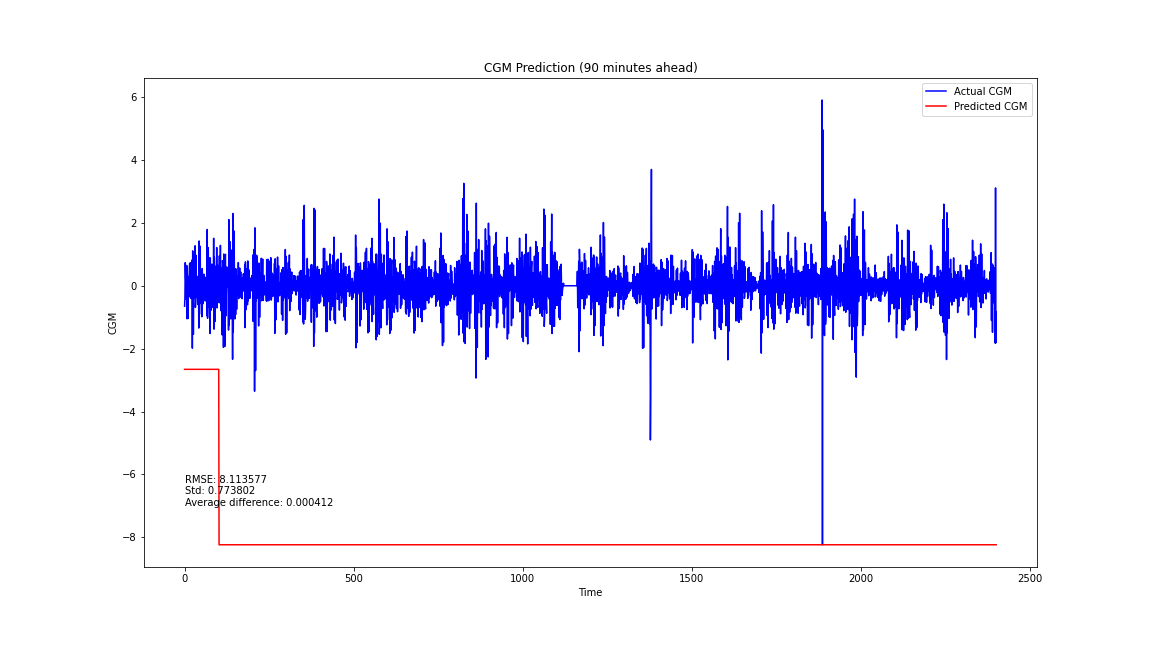 CGM Prediction (90 minutes ahead)
Actual CGM
Predicted CGM
6
4
2
0
−2
−4
−6
−8
CGM
RMSE: 8.113577
Std: 0.773802
Average difference: 0.000412
0
500
1000
1500
2000
2500
Time